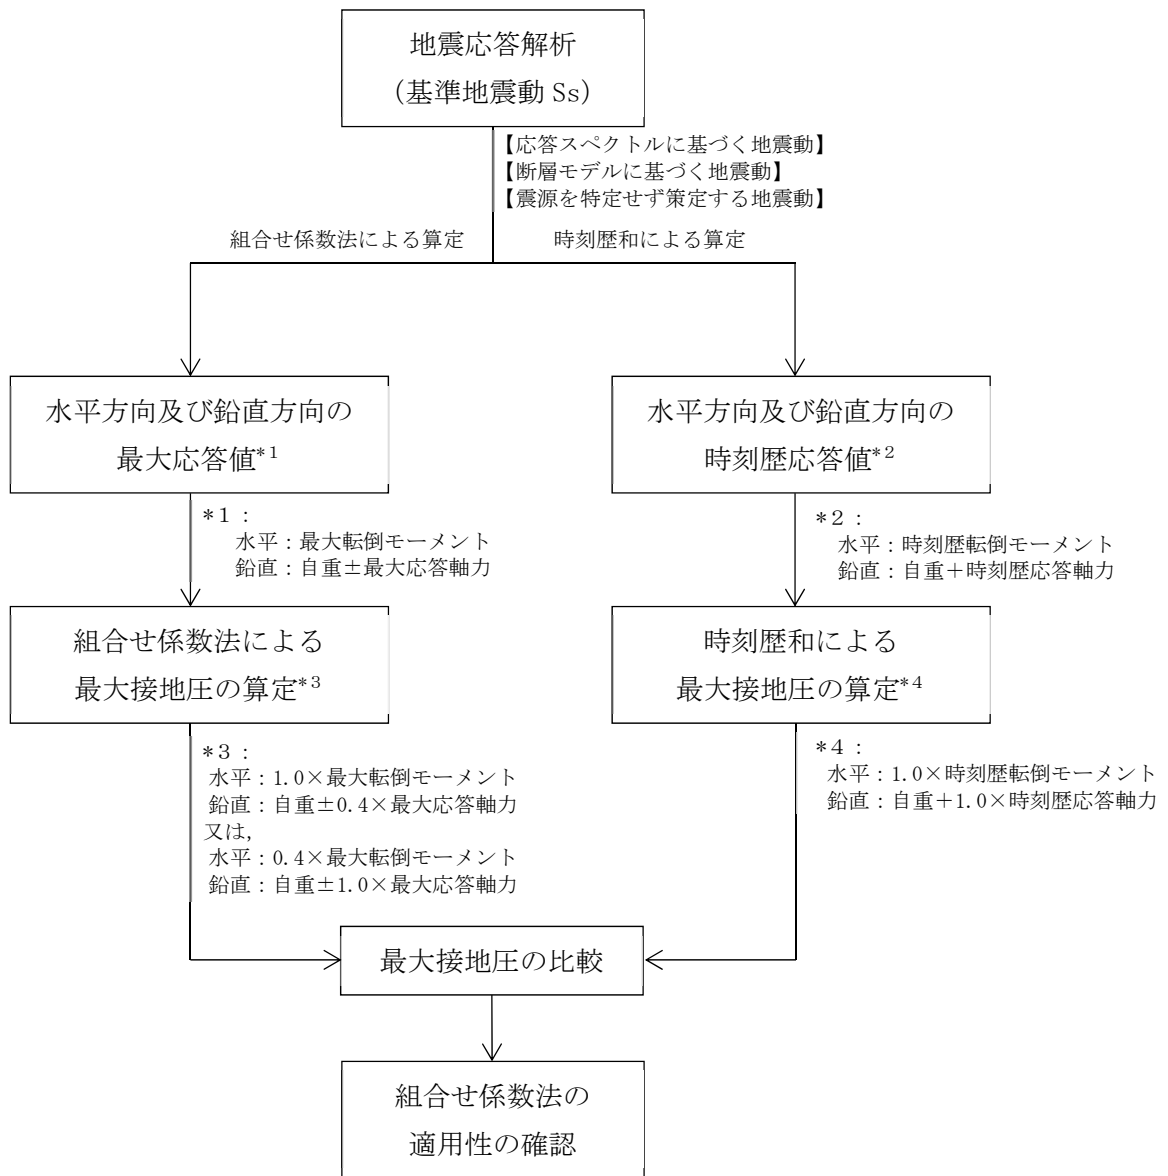 地震応答解析
(基準地震動 Ss)
【応答スペクトルに基づく地震動】
【断層モデルに基づく地震動】
【震源を特定せず策定する地震動】
組合せ係数法による算定
時刻歴和による算定
水平方向及び鉛直方向の
最大応答値*1
水平方向及び鉛直方向の
時刻歴応答値*2
*1:
水平:最大転倒モーメント
鉛直:自重±最大応答軸力
*2:
水平:時刻歴転倒モーメント
鉛直:自重+時刻歴応答軸力
組合せ係数法による
最大接地圧の算定*3
時刻歴和による
最大接地圧の算定*4
*3:
水平:1.0×最大転倒モーメント
鉛直:自重±0.4×最大応答軸力
又は,
水平:0.4×最大転倒モーメント
鉛直:自重±1.0×最大応答軸力
*4:
水平:1.0×時刻歴転倒モーメント
鉛直:自重+1.0×時刻歴応答軸力
最大接地圧の比較
組合せ係数法の
適用性の確認